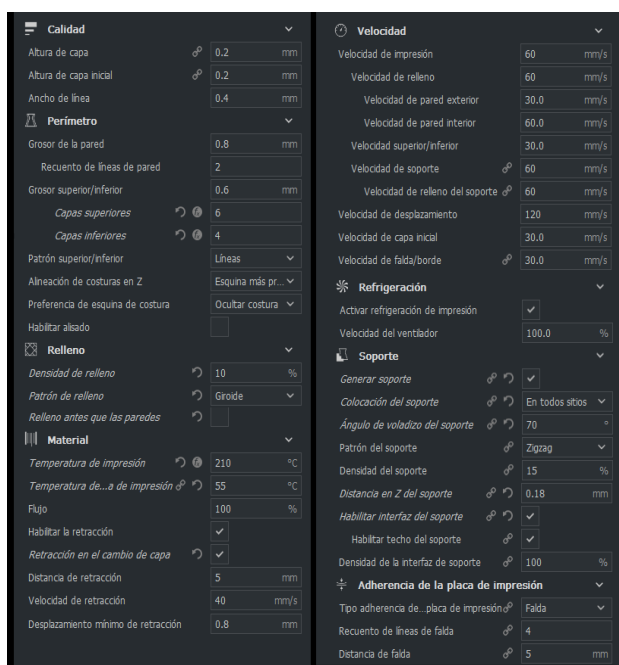 Calidad
Altura de capa 0.2 mm
Altura de capa inicial 0.2 mm
Ancho de línea 0.4 mm
Perímetro
Grosor de la pared 0.8 mm
Recuento de líneas de pared 2
Grosor superior/inferior 0.6 mm
Capas superiores 6
Capas inferiores 4
Patrón superior/inferior Líneas
Alineación de costuras en Z Esquina más pr...
Preferencia de esquina de costura Ocultar costura
Habilitar alisado
Relleno
Densidad de relleno 10 %
Patrón de relleno Giroide
Relleno antes que las paredes
Material
Temperatura de impresión 210 °C
Temperatura de...a de impresión 55 °C
Flujo 100 %
Habilitar la retracción
Retracción en el cambio de capa
Distancia de retracción 5 mm
Velocidad de retracción 40 mm/s
Desplazamiento mínimo de retracción 0.8 mm
Velocidad
Velocidad de impresión 60 mm/s
Velocidad de relleno 60 mm/s
Velocidad de pared exterior 30.0 mm/s
Velocidad de pared interior 60.0 mm/s
Velocidad superior/inferior 30.0 mm/s
Velocidad de soporte 60 mm/s
Velocidad de relleno del soporte 60 mm/s
Velocidad de desplazamiento 120 mm/s
Velocidad de capa inicial 30.0 mm/s
Velocidad de falda/borde 30.0 mm/s
Refrigeración
Activar refrigeración de impresión
Velocidad del ventilador 100.0 %
Soporte
Generar soporte
Colocación del soporte En todos sitios
Ángulo de voladizo del soporte 70 °
Patrón del soporte Zigzag
Densidad del soporte 15 %
Distancia en Z del soporte 0.18 mm
Habilitar interfaz del soporte
Habilitar techo del soporte
Densidad de la interfaz de soporte 100 %
Adherencia de la placa de impresión
Tipo adherencia de...placa de impresión Falda
Recuento de líneas de falda 4
Distancia de falda 5 mm